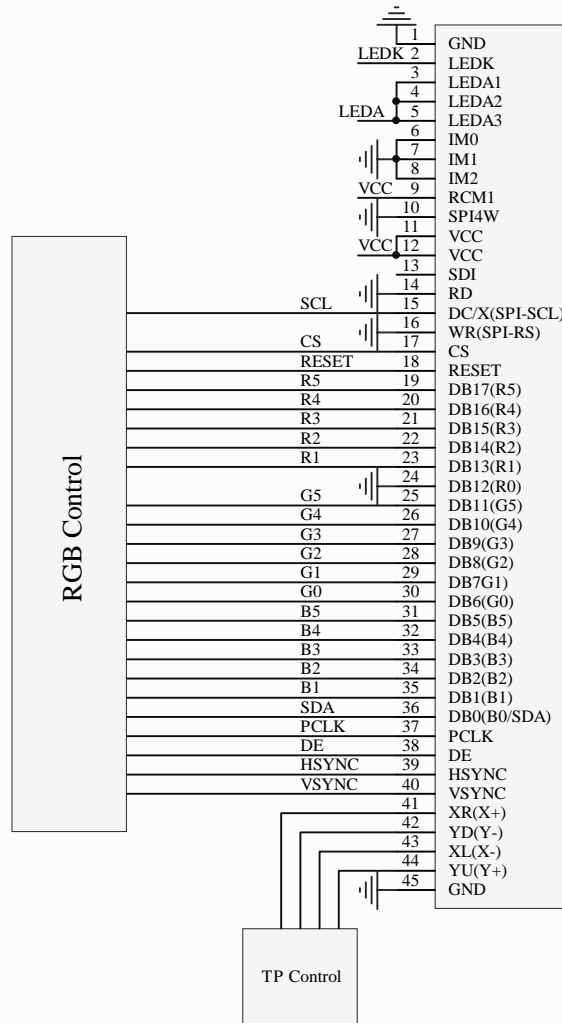 1 GND
LEDK 2 LEDK
3 LEDA1
4 LEDA2
LEDA 5 LEDA3
6 IM0
7 IM1
8 IM2
VCC 9 RCM1
10 SPI4W
11 VCC
VCC 12 VCC
13 SDI
14 RD
SCL 15 DC/X(SPI-SCL)
16 WR(SPI-RS)
CS 17 CS
RESET 18 RESET
R5 19 DB17(R5)
R4 20 DB16(R4)
R3 21 DB15(R3)
R2 22 DB14(R2)
R1 23 DB13(R1)
24 DB12(R0)
G5 25 DB11(G5)
G4 26 DB10(G4)
G3 27 DB9(G3)
G2 28 DB8(G2)
G1 29 DB7G1)
G0 30 DB6(G0)
B5 31 DB5(B5)
B4 32 DB4(B4)
B3 33 DB3(B3)
B2 34 DB2(B2)
B1 35 DB1(B1)
SDA 36 DB0(B0/SDA)
PCLK 37 PCLK
DE 38 DE
HSYNC 39 HSYNC
VSYNC 40 VSYNC
41 XR(X+)
42 YD(Y-)
43 XL(X-)
44 YU(Y+)
45 GND
RGB Control
TP Control